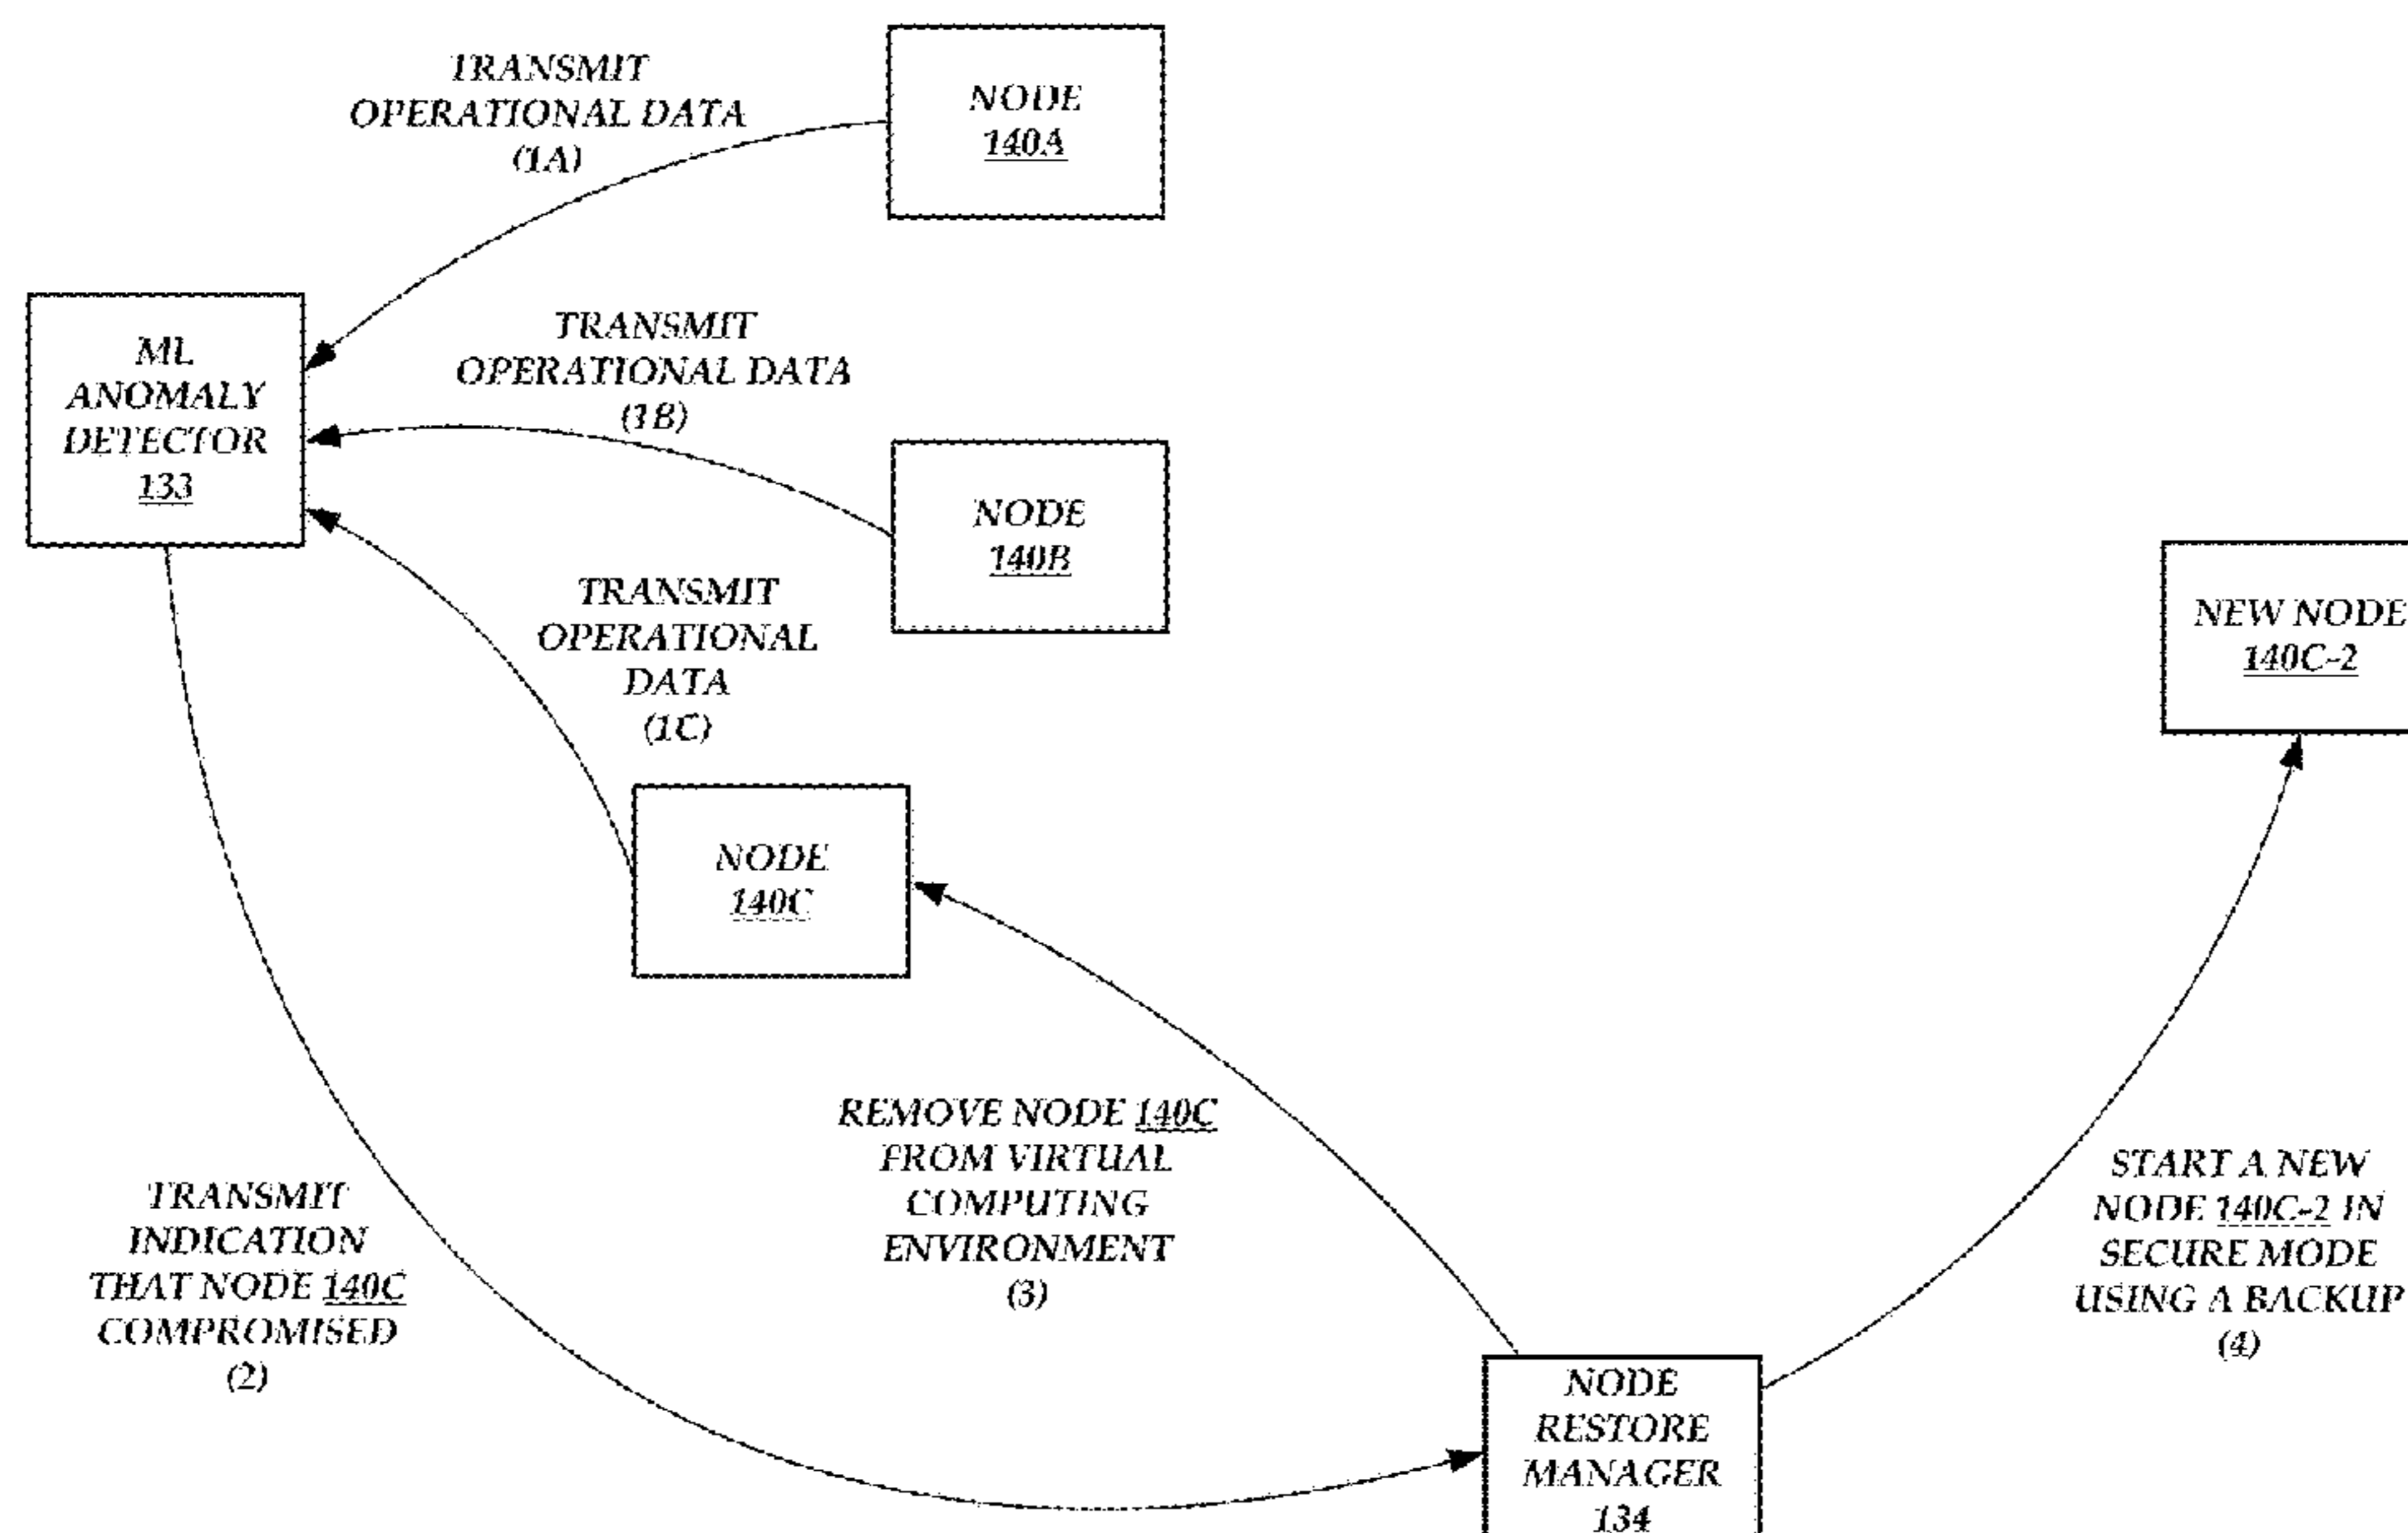 TRANSMIT
OPERATIONAL DATA
(1A)
NODE
140A
ML
ANOMALY
DETECTOR
133
TRANSMIT
OPERATIONAL DATA
(1B)
NODE
140B
TRANSMIT
OPERATIONAL
DATA
(1C)
NEW NODE
140C-2
NODE
140C
REMOVE NODE 140C
FROM VIRTUAL
COMPUTING
ENVIRONMENT
(3)
TRANSMIT
INDICATION
THAT NODE 140C
COMPROMISED
(2)
START A NEW
NODE 140C-2 IN
SECURE MODE
USING A BACKUP
(4)
NODE
RESTORE
MANAGER
134